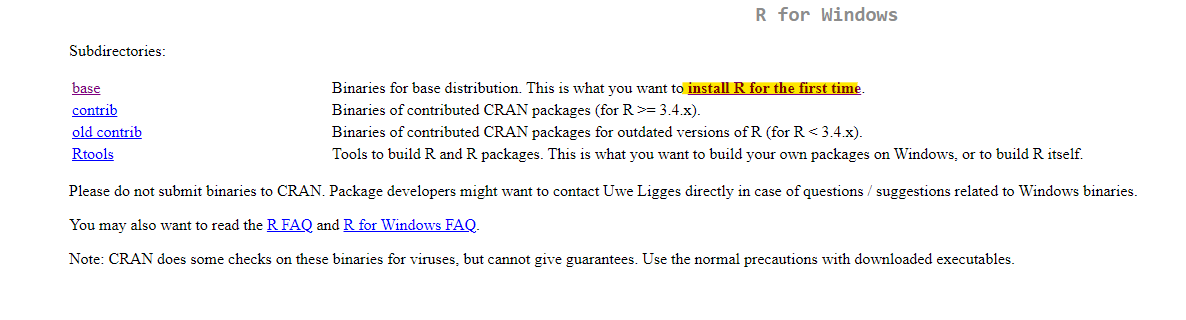 R for Windows
Subdirectories:
base Binaries for base distribution. This is what you want to install R for the first time.
contrib Binaries of contributed CRAN packages (for R >= 3.4.x).
old contrib Binaries of contributed CRAN packages for outdated versions of R (for R < 3.4.x).
Rtools Tools to build R and R packages. This is what you want to build your own packages on Windows, or to build R itself.
Please do not submit binaries to CRAN. Package developers might want to contact Uwe Ligges directly in case of questions / suggestions related to Windows binaries.
You may also want to read the R FAQ and R for Windows FAQ.
Note: CRAN does some checks on these binaries for viruses, but cannot give guarantees. Use the normal precautions with downloaded executables.